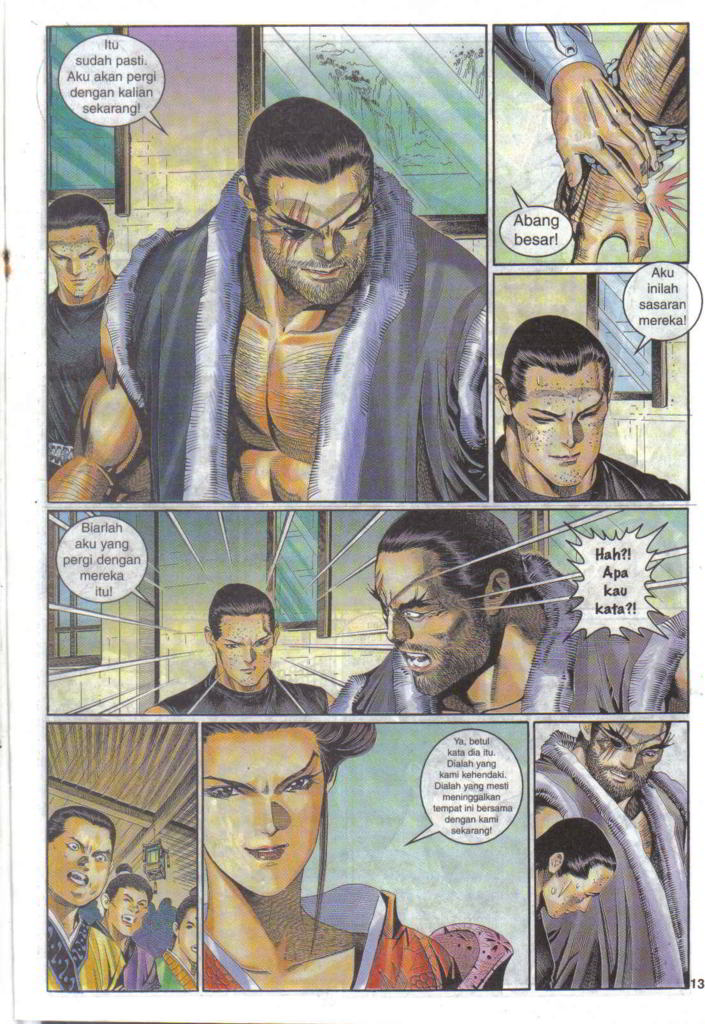 Itu
sudah pasti.
Aku akan pergi
dengan kalian
sekarang!
Abang
besar!
Aku
inilah
sasaran
mereka!
Biarlah
aku yang
pergi dengan
mereka
itu!
Hah?!
Apa
kau
kata?!
Ya, betul
kata dia itu.
Dialah yang
kami kehendaki.
Dialah yang mesti
meninggalkan
tempat ini bersama
dengan kami
sekarang!
13